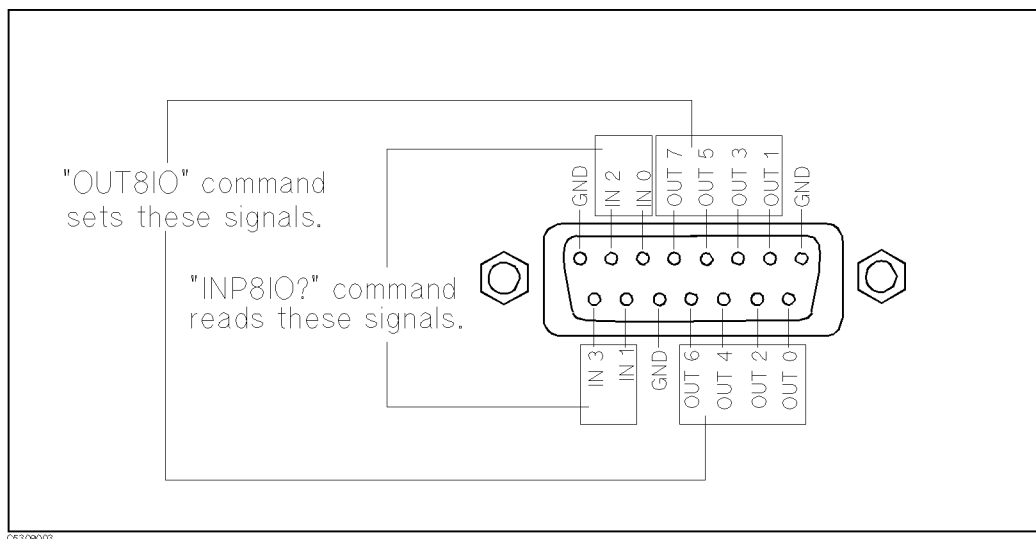 GND
IN 2
IN 0
OUT 7
OUT 5
OUT 3
OUT 1
GND
"OUT8IO" command
sets these signals.
"INP8IO?" command
reads these signals.
IN 3
IN 1
GND
OUT 6
OUT 4
OUT 2
OUT 0